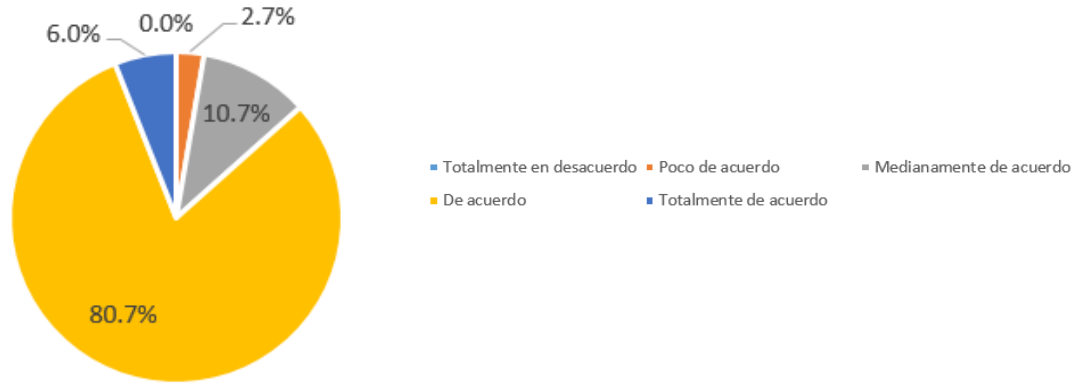 6.0%
0.0%
2.7%
10.7%
80.7%
Totalmente en desacuerdo
Poco de acuerdo
Medianamente de acuerdo
De acuerdo
Totalmente de acuerdo